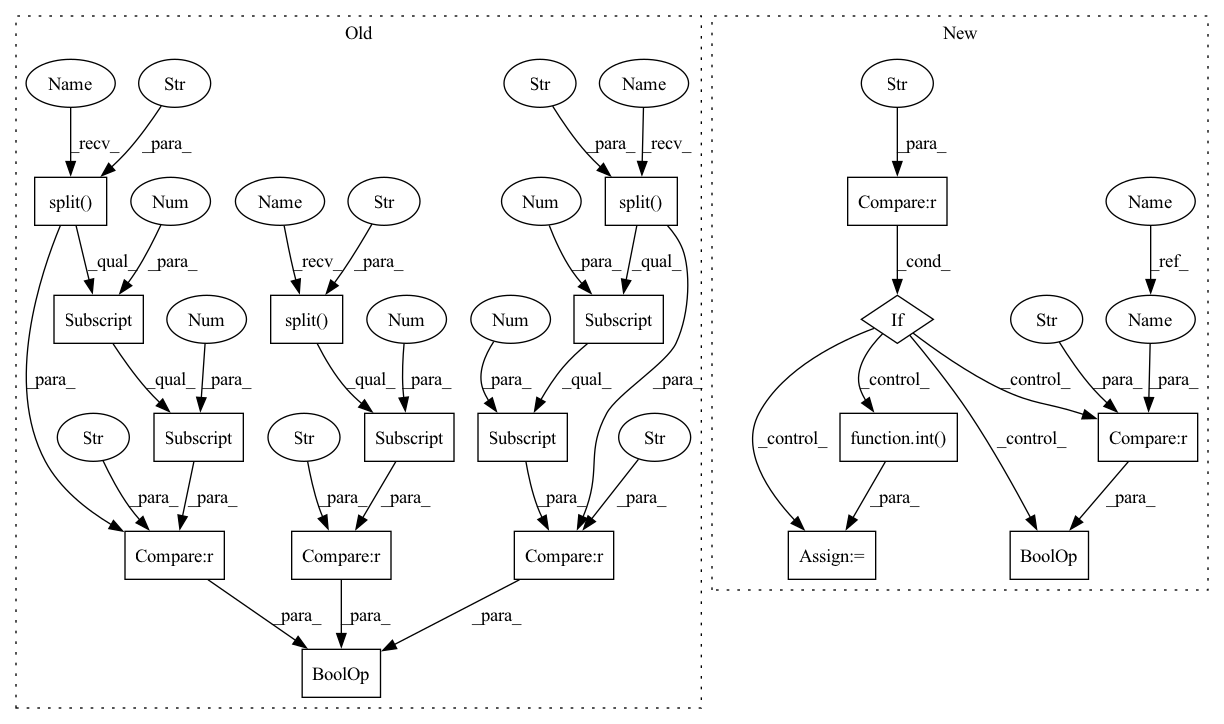 Old
New
Name
Str
Str
Name
Str
_recv_
_para_
_para_
_recv_
_para_
split()
Num
Name
Str
Num
split()
Compare:r
Name
_qual_
_para_
_recv_
_para_
_para_
_qual_
_cond_
_ref_
Subscript
Num
split()
Num
Num
Subscript
If
Str
Name
_para_
_qual_
_para_
_qual_
_para_
_para_
_qual_
_para_
_control_
_control_
_para_
_para_
Str
Subscript
Str
Subscript
Subscript
Str
function.int()
Compare:r
_control_
_control_
_para_
_para_
_para_
_para_
_para_
_para_
_para_
_para_
Compare:r
Compare:r
Compare:r
Assign:=
BoolOp
_para_
_para_
_para_
BoolOp